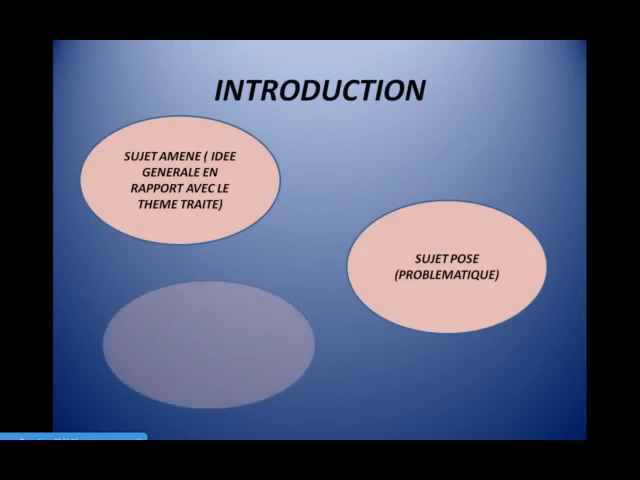 INTRODUCTION
SUJET AMENE ( IDEE
GENERALE EN
RAPPORT AVEC LE
THEME TRAITE)
SUJET POSE
(PROBLEMATIQUE)